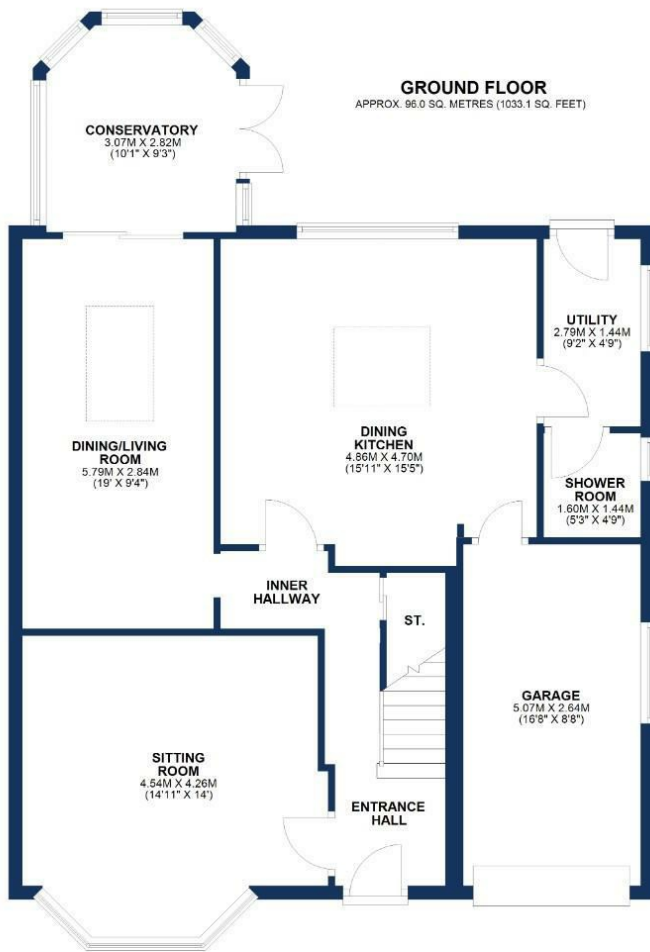 GROUND FLOOR
APPROX. 96.0 SQ. METRES (1033.1 SQ. FEET)
CONSERVATORY
3.07M X 2.82M
(10'1" X 9'3")
UTILITY
2.79M X 1.44M
(9'2" X 4'9")
DINING/LIVING
ROOM
5.79M X 2.84M
(19' X 9'4")
DINING
KITCHEN
4.86M X 4.70M
(15'11" X 15'5")
SHOWER
ROOM
1.60M X 1.44M
(5'3" X 4'9")
INNER
HALLWAY
ST.
GARAGE
5.07M X 2.64M
(16'8" X 8'8")
SITTING
ROOM
4.54M X 4.26M
(14'11" X 14')
ENTRANCE
HALL